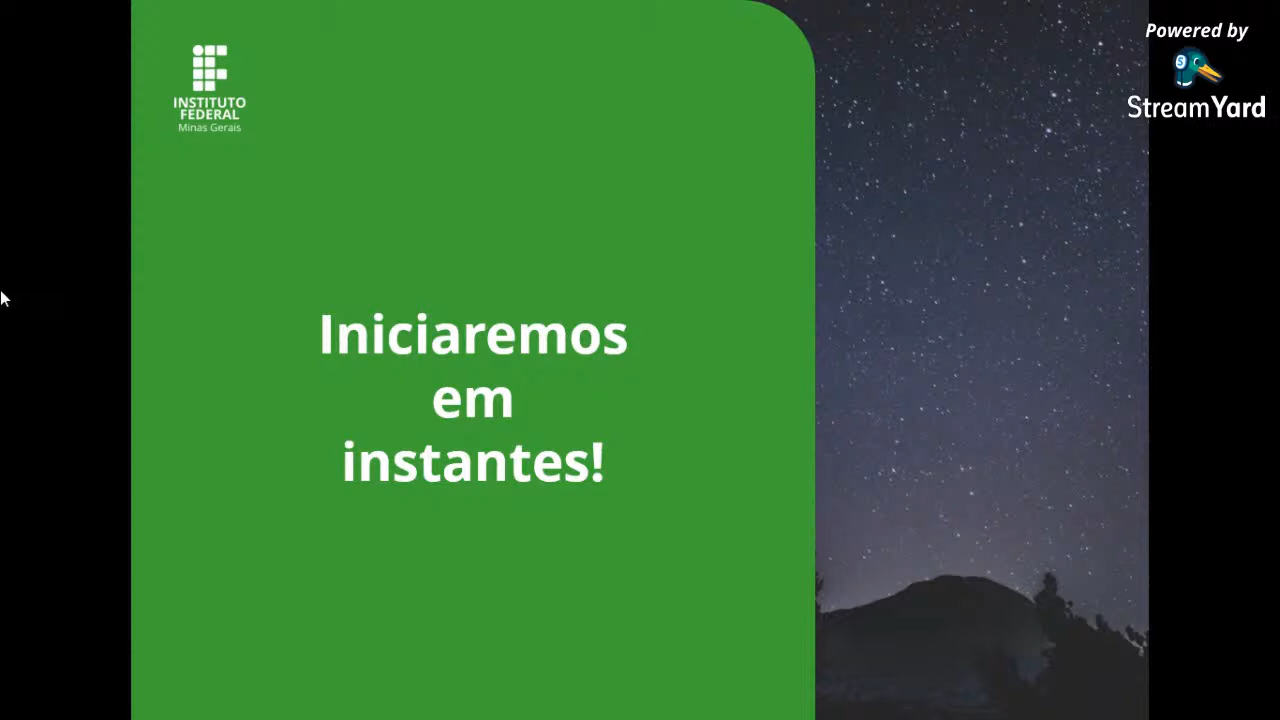 INSTITUTO
FEDERAL
Minas Gerais
Iniciaremos
em
instantes!
Powered by
StreamYard